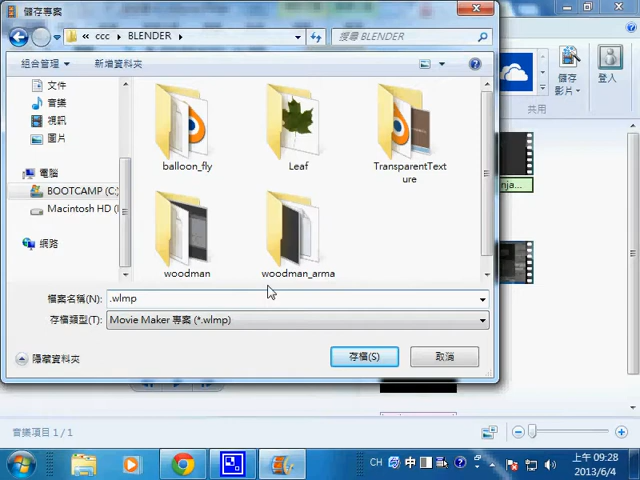 儲存專案
« ccc ▸ BLENDER
搜尋 BLENDER
組合管理 ▼
新增資料夾
文件
音樂
視訊
圖片
電腦
BOOTCAMP (C:)
Macintosh HD (
網路
balloon_fly
Leaf
TransparentText
ure
woodman
woodman_arma
檔案名稱(N):
.wlmp
存檔類型(T):
Movie Maker 專案 (*.wlmp)
隱藏資料夾
存檔(S)
取消
儲存
影片 ▾
登入
共用
音樂項目 1 / 1
CH
中
上午 09:28
2013/6/4